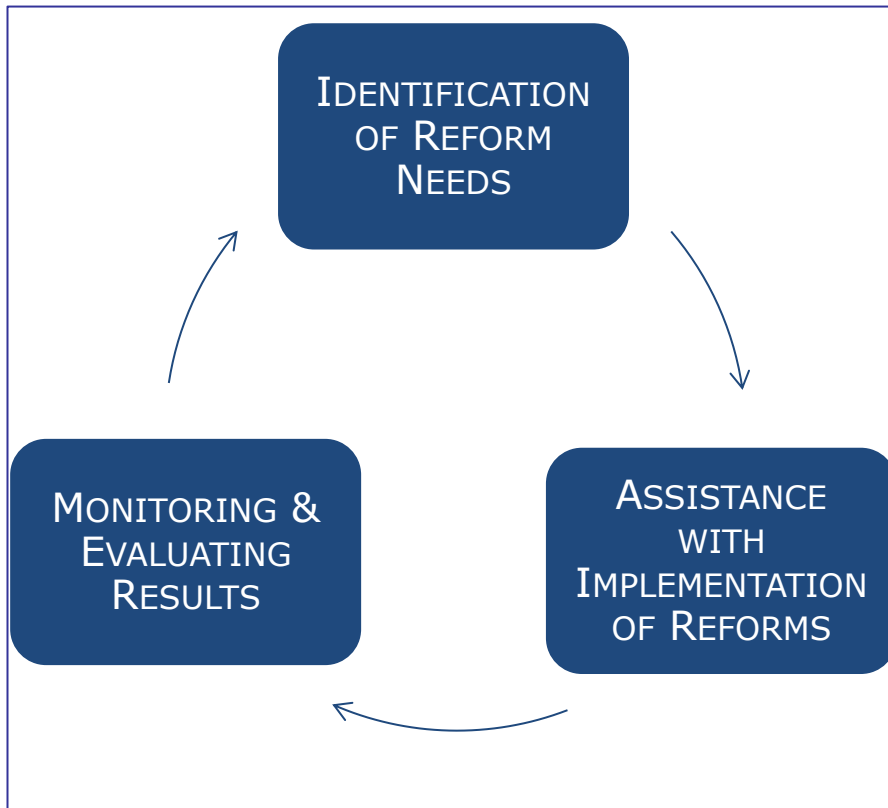 IDENTIFICATION
OF REFORM
NEEDS
ASSISTANCE
WITH
IMPLEMENTATION
OF REFORMS
MONITORING &
EVALUATING
RESULTS